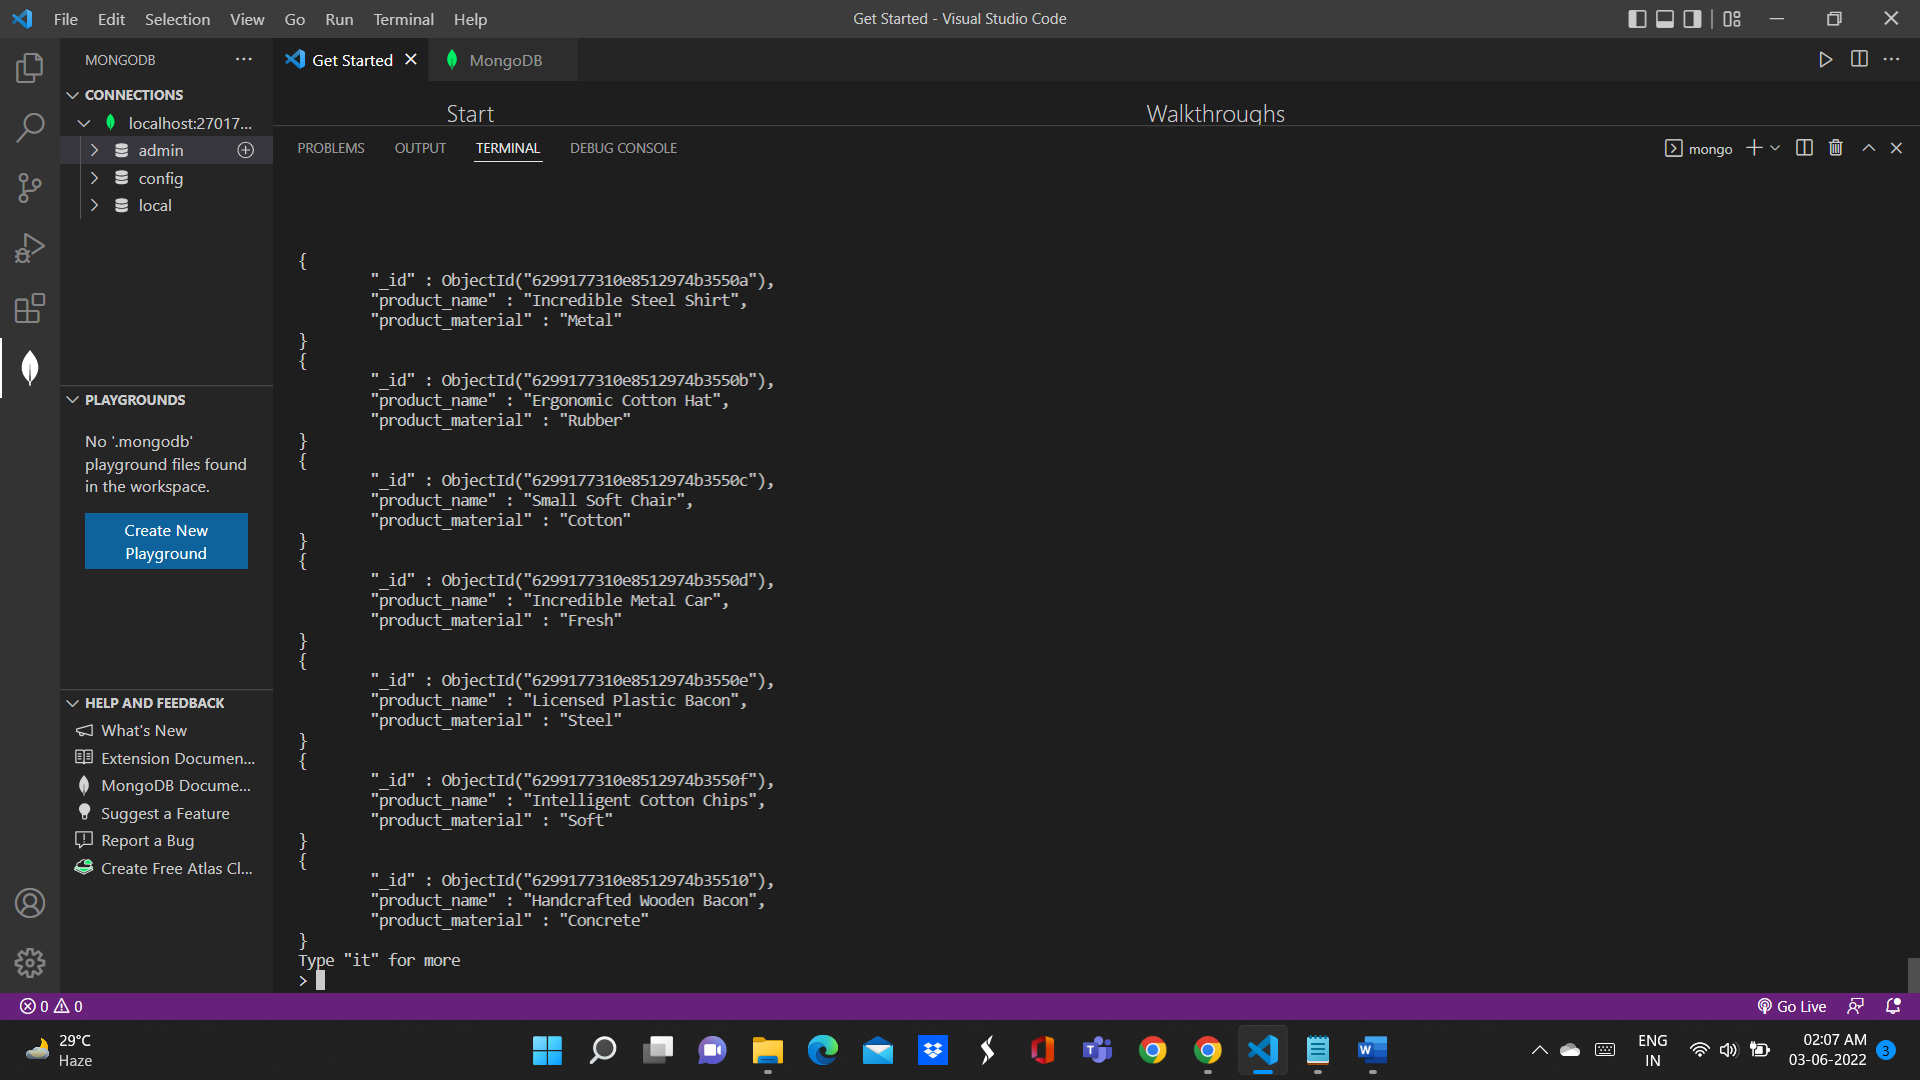 File Edit Selection View Go Run Terminal Help
Get Started - Visual Studio Code
MONGODB
CONNECTIONS
localhost:27017...
admin
config
local
PLAYGROUNDS
No '.mongodb'
playground files found
in the workspace.
Create New
Playground
HELP AND FEEDBACK
What's New
Extension Documen...
MongoDB Docume...
Suggest a Feature
Report a Bug
Create Free Atlas Cl...
Get Started
MongoDB
Start
Walkthroughs
PROBLEMS OUTPUT TERMINAL DEBUG CONSOLE
mongo
{
"_id" : ObjectId("6299177310e8512974b3550a"),
"product_name" : "Incredible Steel Shirt",
"product_material" : "Metal"
}
{
"_id" : ObjectId("6299177310e8512974b3550b"),
"product_name" : "Ergonomic Cotton Hat",
"product_material" : "Rubber"
}
{
"_id" : ObjectId("6299177310e8512974b3550c"),
"product_name" : "Small Soft Chair",
"product_material" : "Cotton"
}
{
"_id" : ObjectId("6299177310e8512974b3550d"),
"product_name" : "Incredible Metal Car",
"product_material" : "Fresh"
}
{
"_id" : ObjectId("6299177310e8512974b3550e"),
"product_name" : "Licensed Plastic Bacon",
"product_material" : "Steel"
}
{
"_id" : ObjectId("6299177310e8512974b3550f"),
"product_name" : "Intelligent Cotton Chips",
"product_material" : "Soft"
}
{
"_id" : ObjectId("6299177310e8512974b35510"),
"product_name" : "Handcrafted Wooden Bacon",
"product_material" : "Concrete"
}
Type "it" for more
>
0 0
Go Live
29°C
Haze
ENG
IN
02:07 AM
03-06-2022
3